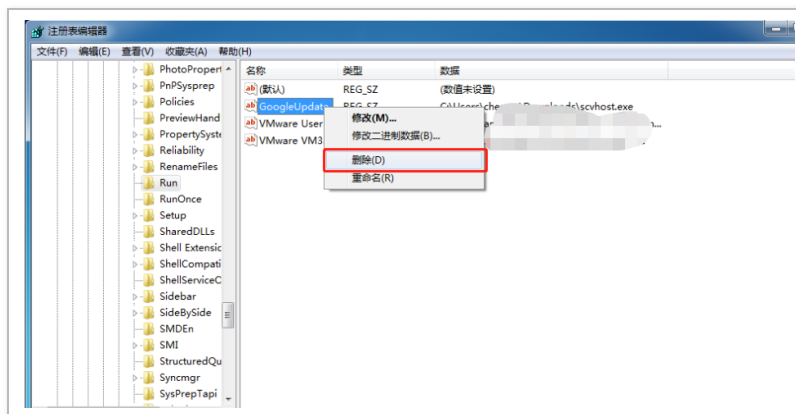 注册表编辑器
文件(F) 编辑(E) 查看(V) 收藏夹(A) 帮助(H)
PhotoPropert
PnPSysprep
Policies
PreviewHand
PropertySyste
Reliability
RenameFiles
Run
RunOnce
Setup
SharedDLLs
Shell Extensic
ShellCompati
ShellServiceC
Sidebar
SideBySide
SMDEn
SMI
StructuredQu
Syncmgr
SysPrepTapi
名称 类型 数据
(默认) REG_SZ (数值未设置)
GoogleUpdate REG_SZ scvhost.exe
VMware User
VMware VM3
修改(M)...
修改二进制数据(B)...
删除(D)
重命名(R)